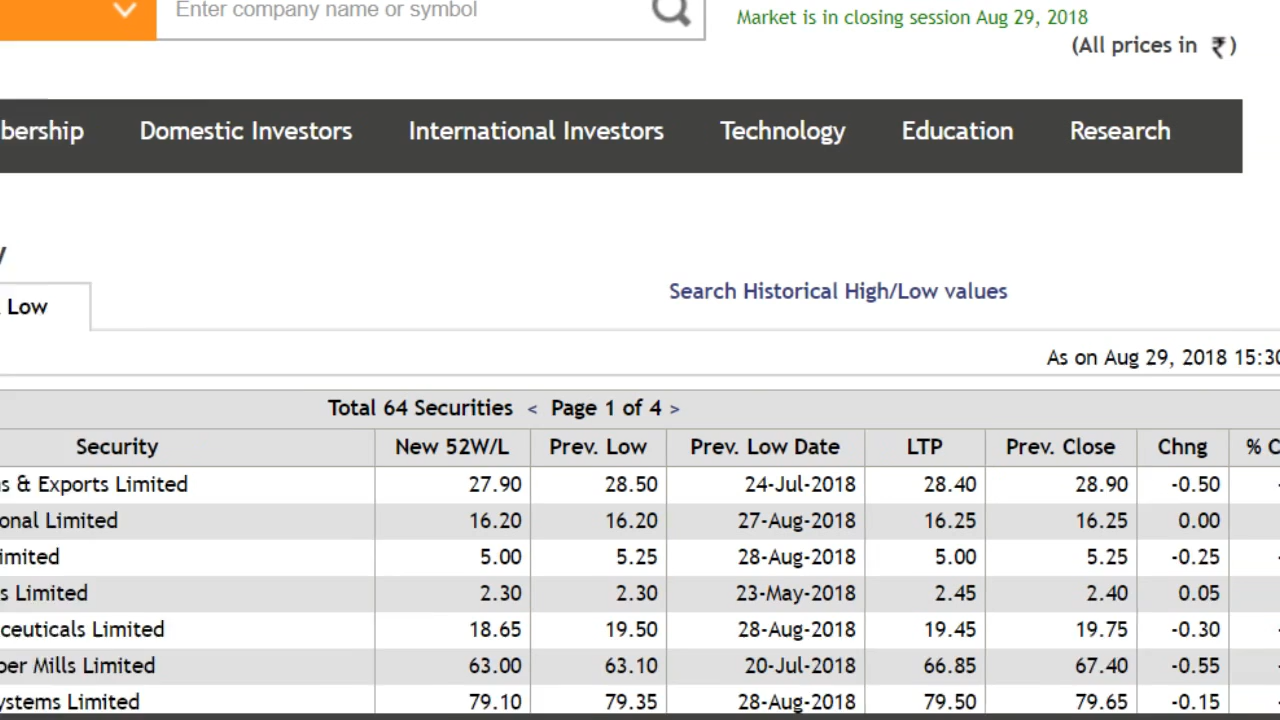 Enter company name or symbol
Market is in closing session Aug 29, 2018
(All prices in ₹)
bership Domestic Investors International Investors Technology Education Research
Search Historical High/Low values
Low
As on Aug 29, 2018 15:30
Total 64 Securities < Page 1 of 4 >
Security New 52W/L Prev. Low Prev. Low Date LTP Prev. Close Chng % C
s & Exports Limited 27.90 28.50 24-Jul-2018 28.40 28.90 -0.50 -
onal Limited 16.20 16.20 27-Aug-2018 16.25 16.25 0.00
imited 5.00 5.25 28-Aug-2018 5.00 5.25 -0.25 -
s Limited 2.30 2.30 23-May-2018 2.45 2.40 0.05
ceuticals Limited 18.65 19.50 28-Aug-2018 19.45 19.75 -0.30 -
per Mills Limited 63.00 63.10 20-Jul-2018 66.85 67.40 -0.55 -
ystems Limited 79.10 79.35 28-Aug-2018 79.50 79.65 -0.15 -